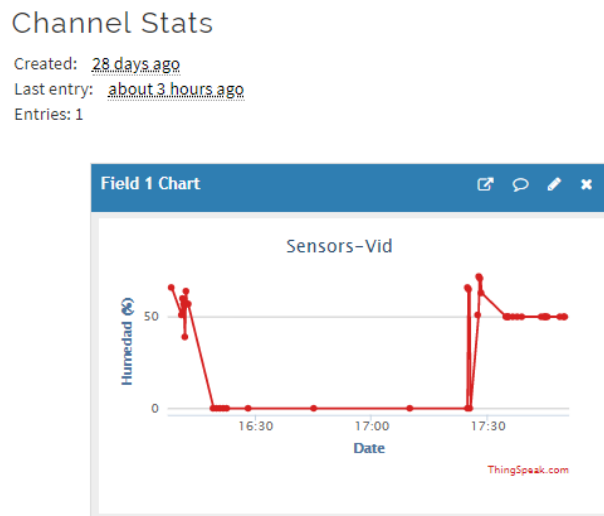 Channel Stats
Created: 28 days ago
Last entry: about 3 hours ago
Entries: 1
Field 1 Chart
Sensors-Vid
Humedad (%)
50
0
16:30 17:00 17:30
Date
ThingSpeak.com